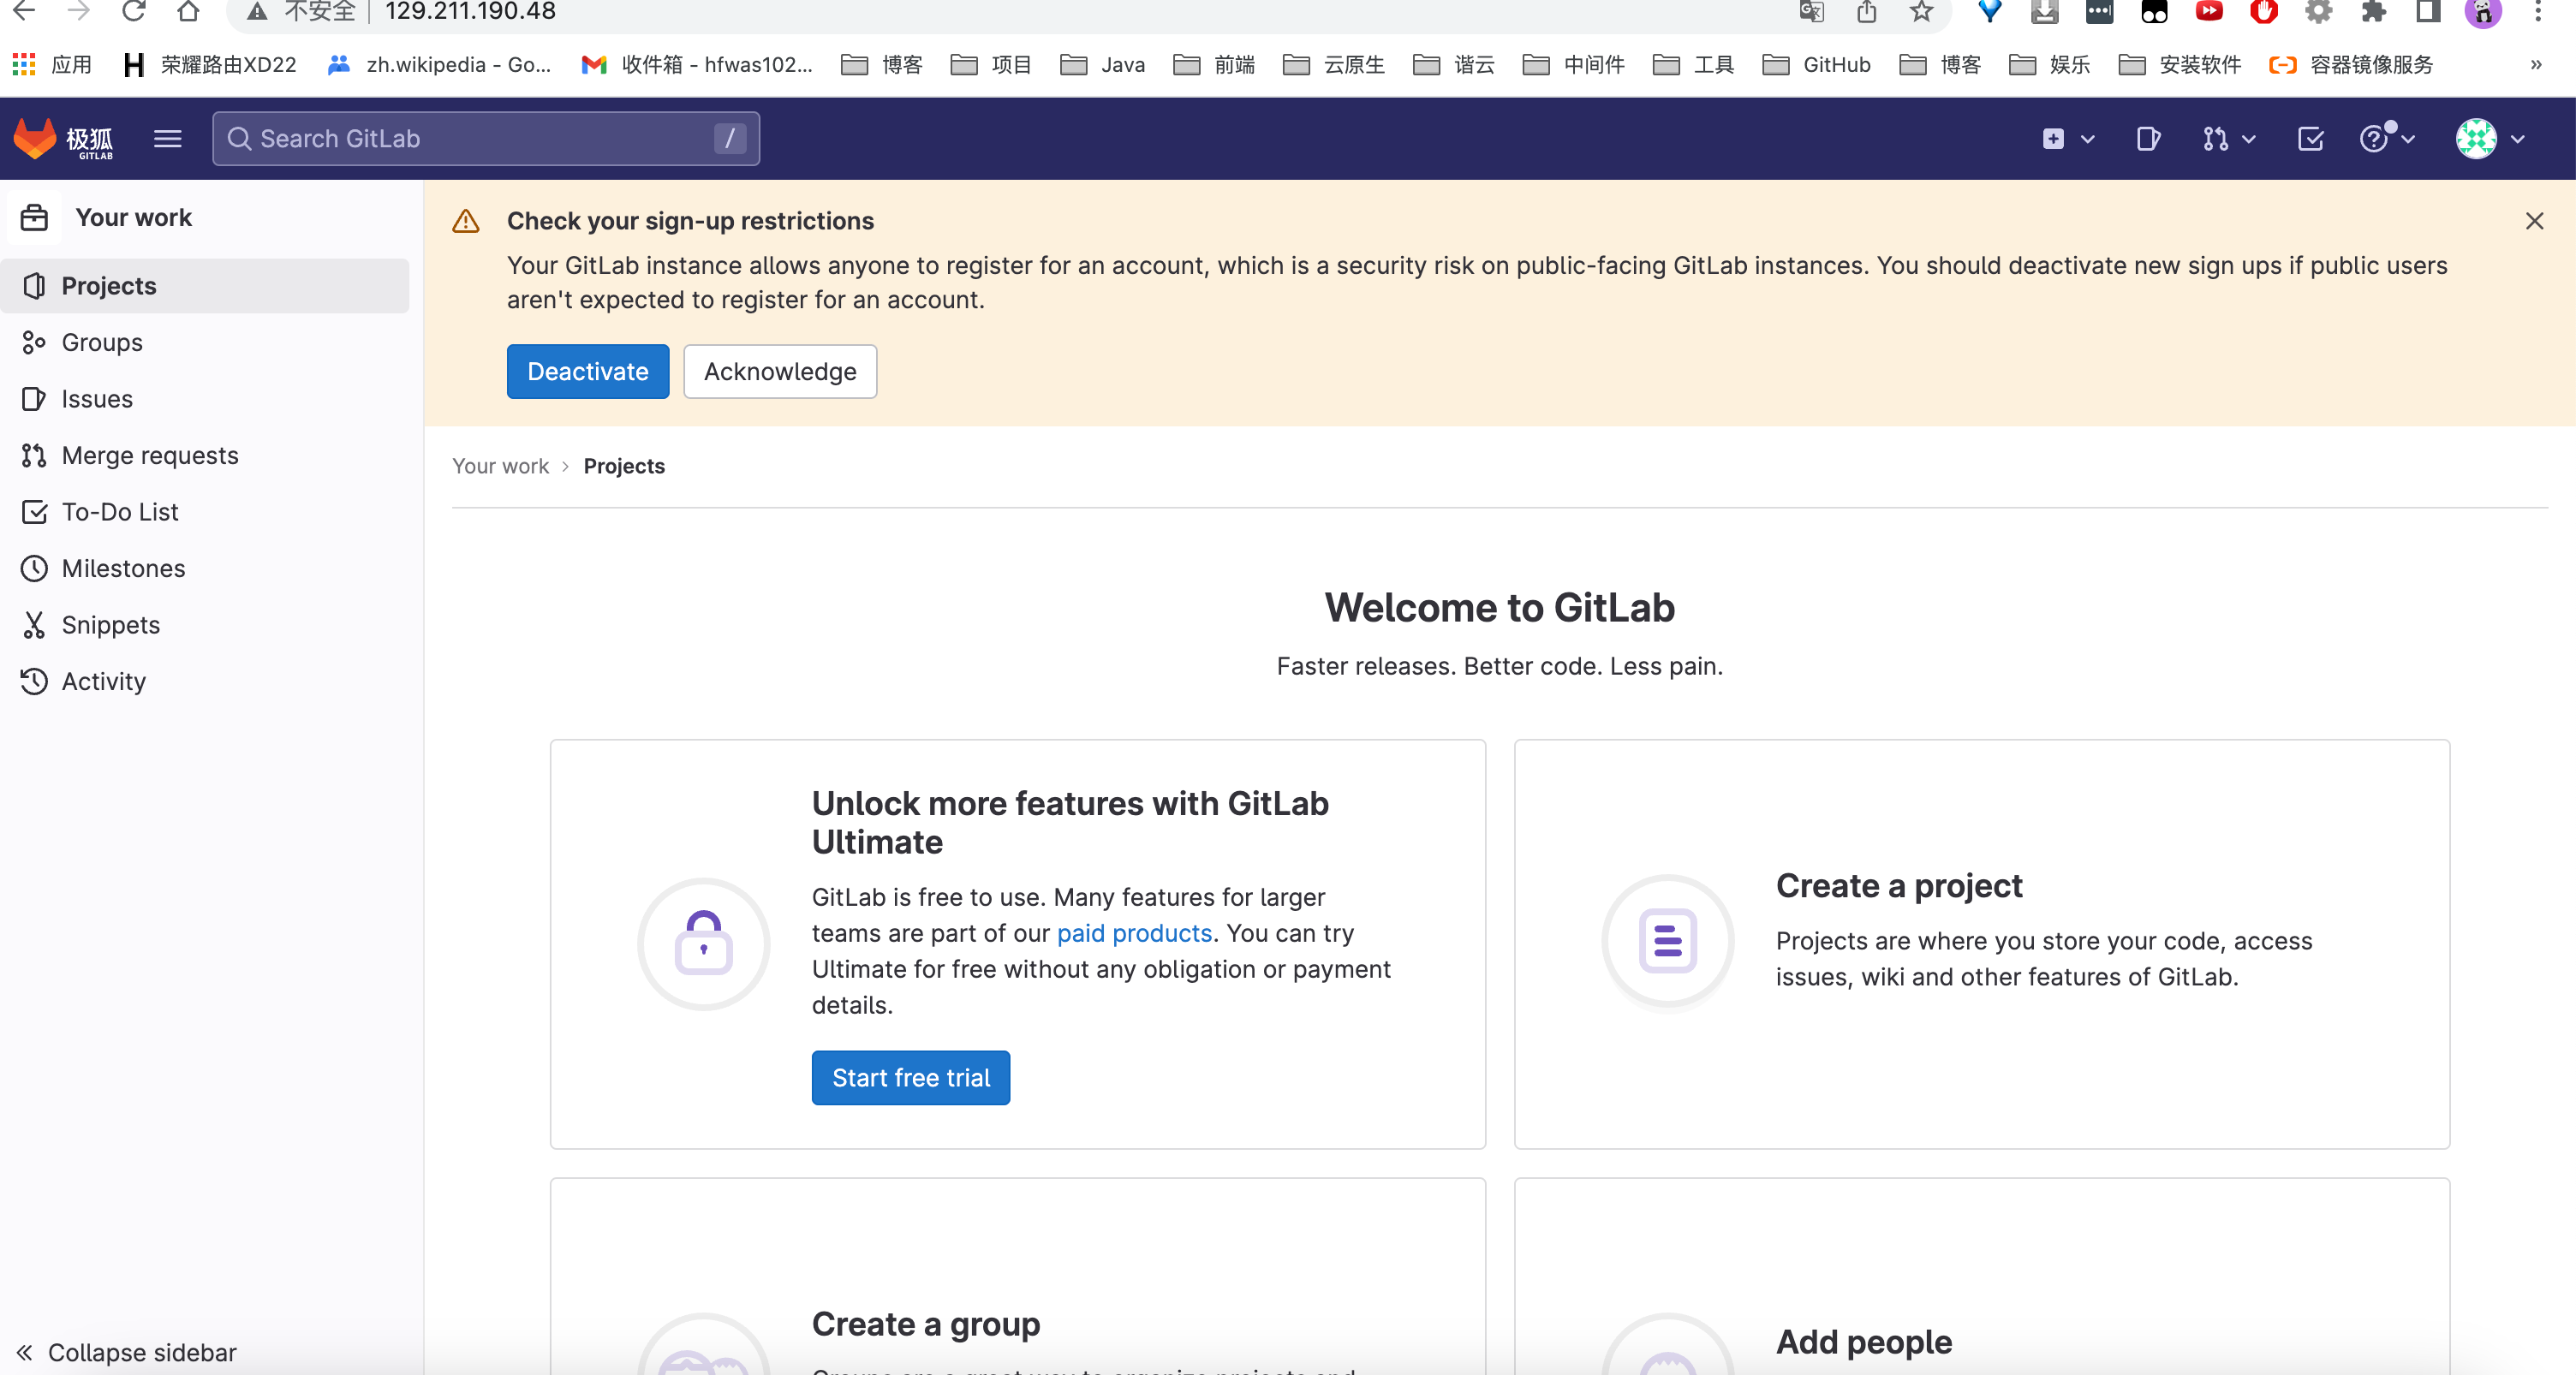 不安全 129.211.190.48
应用 荣耀路由XD22 zh.wikipedia - Go... 收件箱 - hfwas102... 博客 项目 Java 前端 云原生 谐云 中间件 工具 GitHub 博客 娱乐 安装软件 容器镜像服务 »
极狐 GITLAB Search GitLab /
Your work
Projects
Groups
Issues
Merge requests
To-Do List
Milestones
Snippets
Activity
Collapse sidebar
Check your sign-up restrictions
Your GitLab instance allows anyone to register for an account, which is a security risk on public-facing GitLab instances. You should deactivate new sign ups if public users
aren't expected to register for an account.
Deactivate Acknowledge
Your work › Projects
Welcome to GitLab
Faster releases. Better code. Less pain.
Unlock more features with GitLab
Ultimate
GitLab is free to use. Many features for larger
teams are part of our paid products. You can try
Ultimate for free without any obligation or payment
details.
Start free trial
Create a project
Projects are where you store your code, access
issues, wiki and other features of GitLab.
Create a group
Groups are a great way to organize projects and
Add people